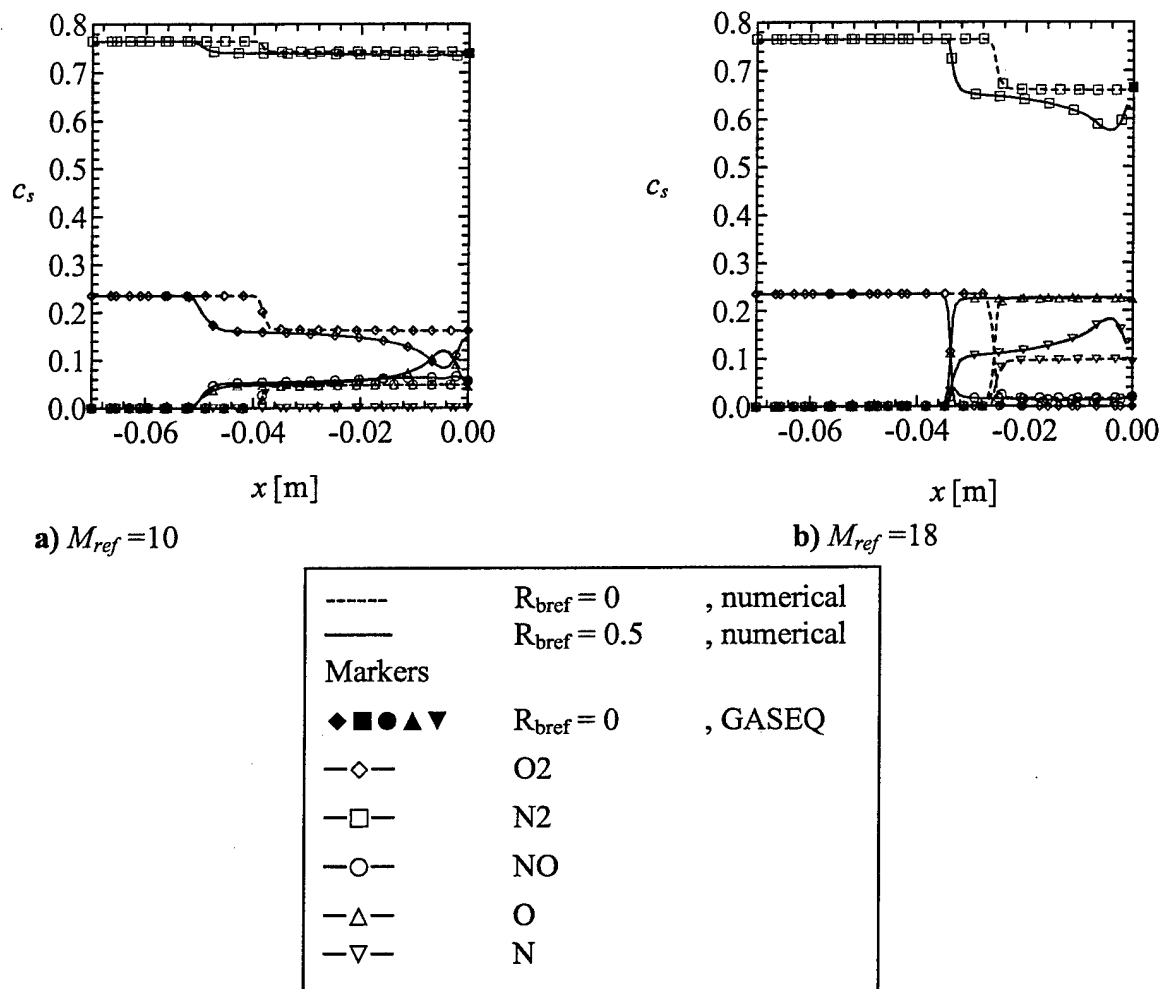 0.8
0.7
0.6
0.5
c_s
0.4
0.3
0.2
0.1
0.0
-0.06 -0.04 -0.02 0.00
x [m]
a) M_ref =10
0.8
0.7
0.6
0.5
c_s
0.4
0.3
0.2
0.1
0.0
-0.06 -0.04 -0.02 0.00
x [m]
b) M_ref =18
R_bref = 0 , numerical
R_bref = 0.5 , numerical
Markers
R_bref = 0 , GASEQ
O2
N2
NO
O
N